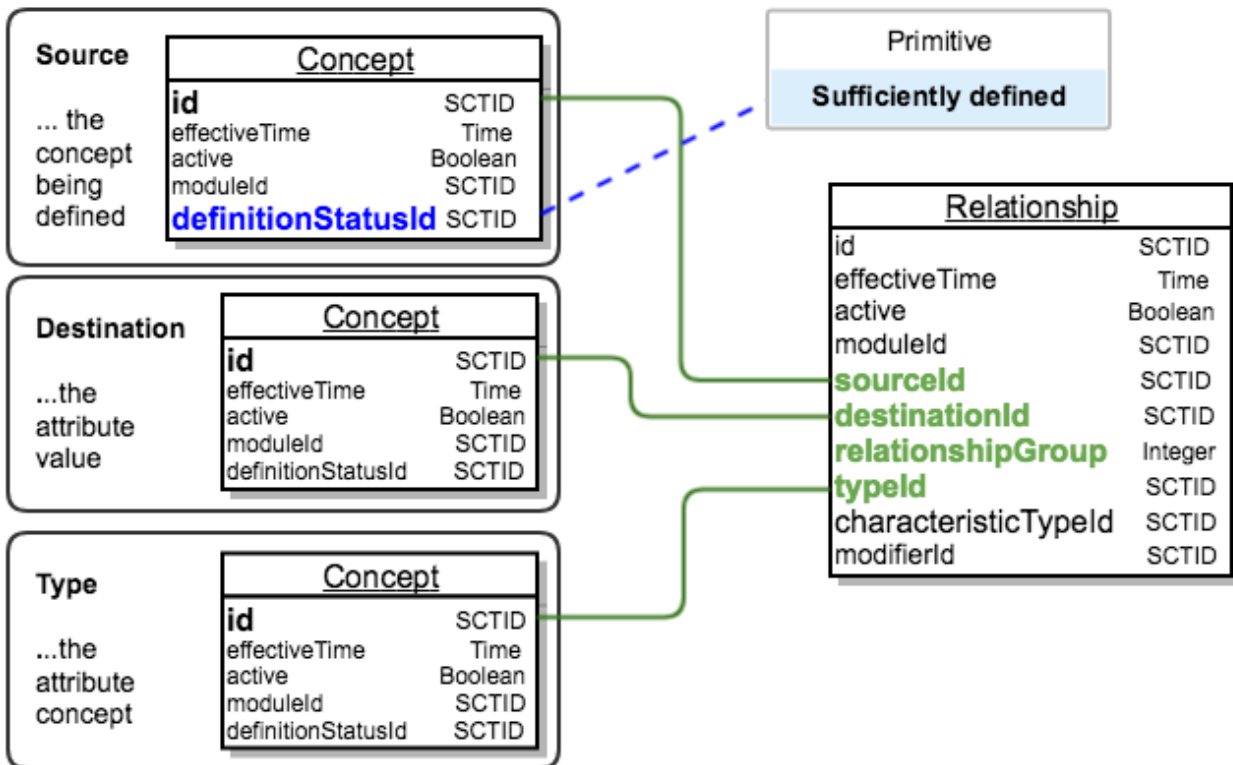 Source
... the
concept
being
defined
Concept
id SCTID
effectiveTime Time
active Boolean
moduleId SCTID
definitionStatusId SCTID
Primitive
Sufficiently defined
Destination
...the
attribute
value
Concept
id SCTID
effectiveTime Time
active Boolean
moduleId SCTID
definitionStatusId SCTID
Type
...the
attribute
concept
Concept
id SCTID
effectiveTime Time
active Boolean
moduleId SCTID
definitionStatusId SCTID
Relationship
id SCTID
effectiveTime Time
active Boolean
moduleId SCTID
sourceId SCTID
destinationId SCTID
relationshipGroup Integer
typeId SCTID
characteristicTypeId SCTID
modifierId SCTID